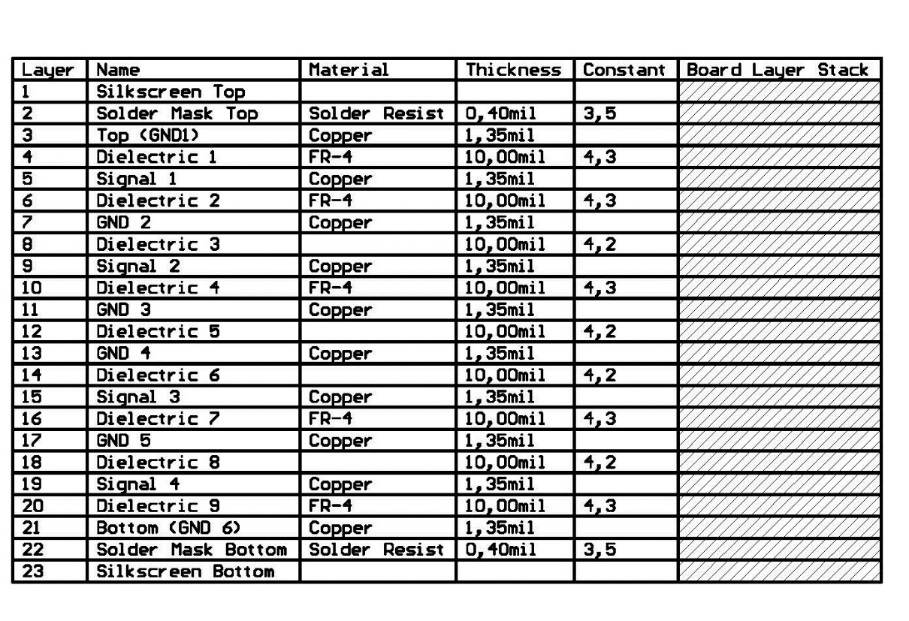 Layer Name Material Thickness Constant Board Layer Stack
1 Silkscreen Top
2 Solder Mask Top Solder Resist 0,40mil 3,5
3 Top (GND1) Copper 1,35mil
4 Dielectric 1 FR-4 10,00mil 4,3
5 Signal 1 Copper 1,35mil
6 Dielectric 2 FR-4 10,00mil 4,3
7 GND 2 Copper 1,35mil
8 Dielectric 3 10,00mil 4,2
9 Signal 2 Copper 1,35mil
10 Dielectric 4 FR-4 10,00mil 4,3
11 GND 3 Copper 1,35mil
12 Dielectric 5 10,00mil 4,2
13 GND 4 Copper 1,35mil
14 Dielectric 6 10,00mil 4,2
15 Signal 3 Copper 1,35mil
16 Dielectric 7 FR-4 10,00mil 4,3
17 GND 5 Copper 1,35mil
18 Dielectric 8 10,00mil 4,2
19 Signal 4 Copper 1,35mil
20 Dielectric 9 FR-4 10,00mil 4,3
21 Bottom (GND 6) Copper 1,35mil
22 Solder Mask Bottom Solder Resist 0,40mil 3,5
23 Silkscreen Bottom